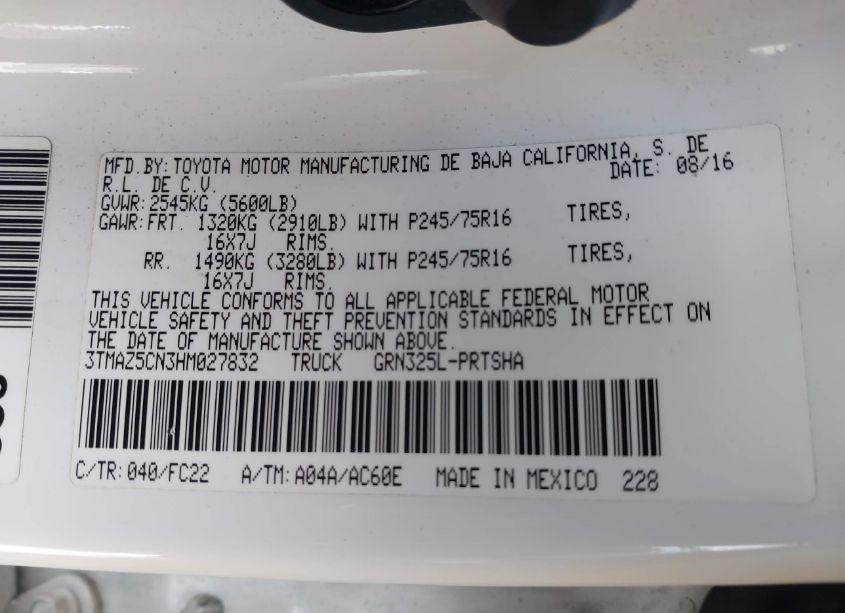 MFD.BY:TOYOTA MOTOR MANUFACTURING DE BAJA CALIFORNIA, S. DE
R.L. DE C.V. DATE: 08/16
GVWR:2545KG (5600LB)
GAWR:FRT. 1320KG (2910LB) WITH P245/75R16 TIRES,
16X7J RIMS.
RR. 1490KG (3280LB) WITH P245/75R16 TIRES,
16X7J RIMS.
THIS VEHICLE CONFORMS TO ALL APPLICABLE FEDERAL MOTOR
VEHICLE SAFETY AND THEFT PREVENTION STANDARDS IN EFFECT ON
THE DATE OF MANUFACTURE SHOWN ABOVE.
3TMAZ5CN3HM027832 TRUCK GRN325L-PRTSHA
C/TR:040/FC22 A/TM:A04A/AC60E MADE IN MEXICO 228